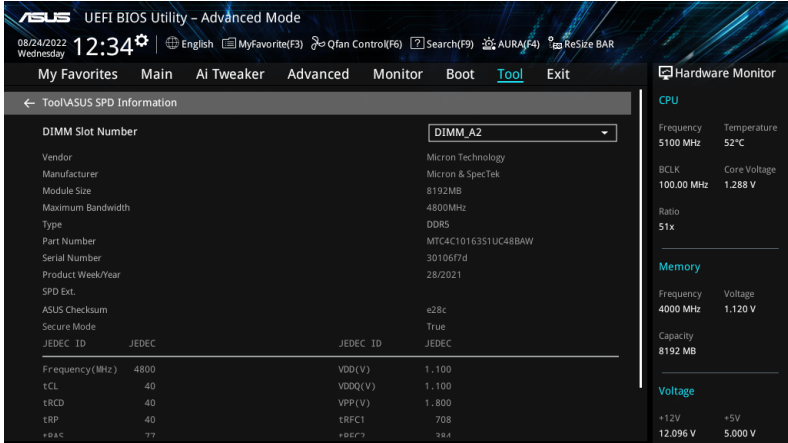 ASUS UEFI BIOS Utility – Advanced Mode
08/24/2022 Wednesday 12:34 English MyFavorite(F3) Qfan Control(F6) Search(F9) AURA(F4) ReSize BAR
My Favorites Main Ai Tweaker Advanced Monitor Boot Tool Exit
← Tool\ASUS SPD Information
DIMM Slot Number DIMM_A2
Vendor Micron Technology
Manufacturer Micron & SpecTek
Module Size 8192MB
Maximum Bandwidth 4800MHz
Type DDR5
Part Number MTC4C10163S1UC48BAW
Serial Number 30106f7d
Product Week/Year 28/2021
SPD Ext.
ASUS Checksum e28c
Secure Mode True
JEDEC ID JEDEC JEDEC ID JEDEC
Frequency(MHz) 4800 VDD(V) 1.100
tCL 40 VDDQ(V) 1.100
tRCD 40 VPP(V) 1.800
tRP 40 tRFC1 708
tRAS 77 tRFC2 384
Hardware Monitor
CPU
Frequency Temperature
5100 MHz 52°C
BCLK Core Voltage
100.00 MHz 1.288 V
Ratio
51x
Memory
Frequency Voltage
4000 MHz 1.120 V
Capacity
8192 MB
Voltage
+12V +5V
12.096 V 5.000 V